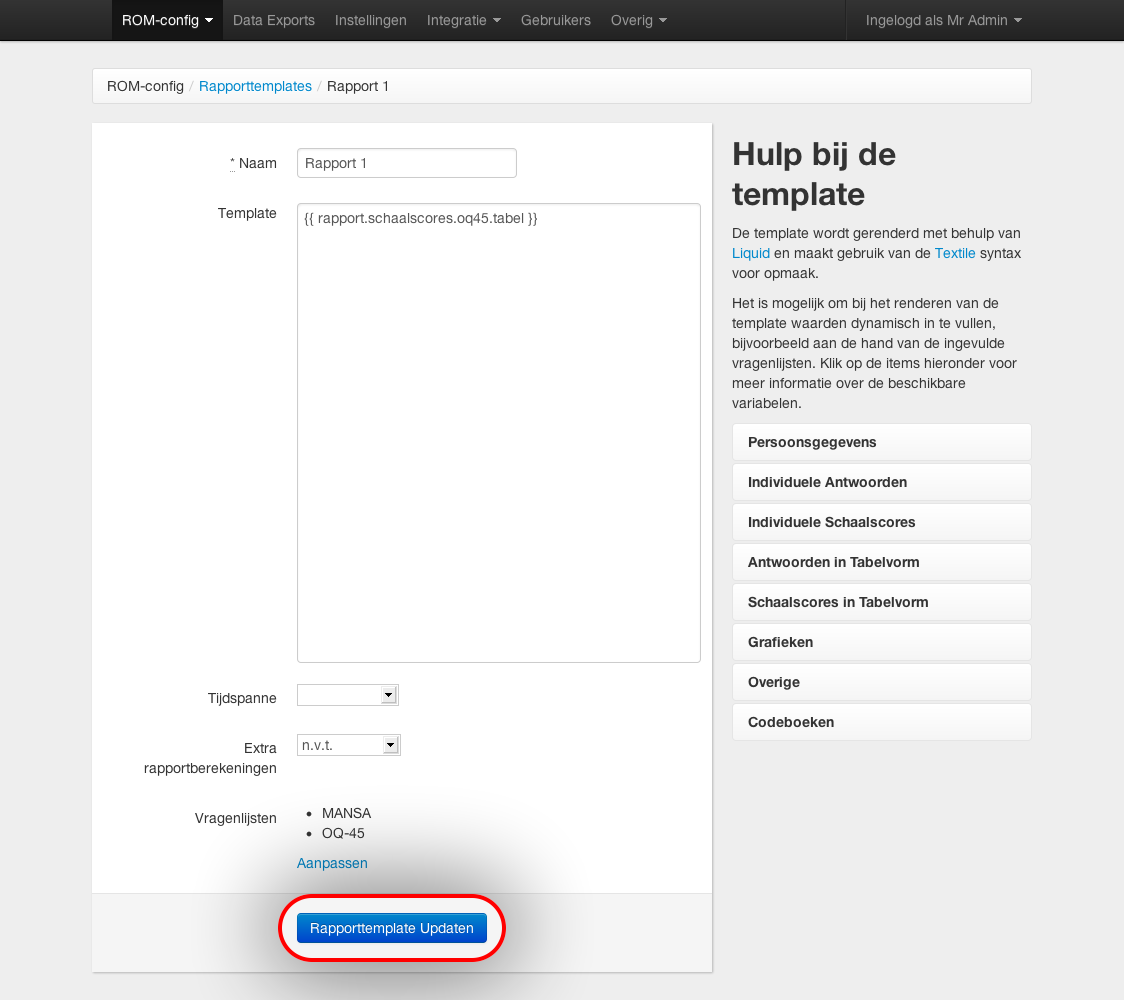 ROM-config Data Exports Instellingen Integratie Gebruikers Overig Ingelogd als Mr Admin
ROM-config / Rapporttemplates / Rapport 1
* Naam
Rapport 1
Template
{{ rapport.schaalscores.oq45.tabel }}
Tijdspanne
Extra
rapportberekeningen
n.v.t.
Vragenlijsten
• MANSA
• OQ-45
Aanpassen
Rapporttemplate Updaten
Hulp bij de
template
De template wordt gerenderd met behulp van
Liquid en maakt gebruik van de Textile syntax
voor opmaak.
Het is mogelijk om bij het renderen van de
template waarden dynamisch in te vullen,
bijvoorbeeld aan de hand van de ingevulde
vragenlijsten. Klik op de items hieronder voor
meer informatie over de beschikbare
variabelen.
Persoonsgegevens
Individuele Antwoorden
Individuele Schaalscores
Antwoorden in Tabelvorm
Schaalscores in Tabelvorm
Grafieken
Overige
Codeboeken